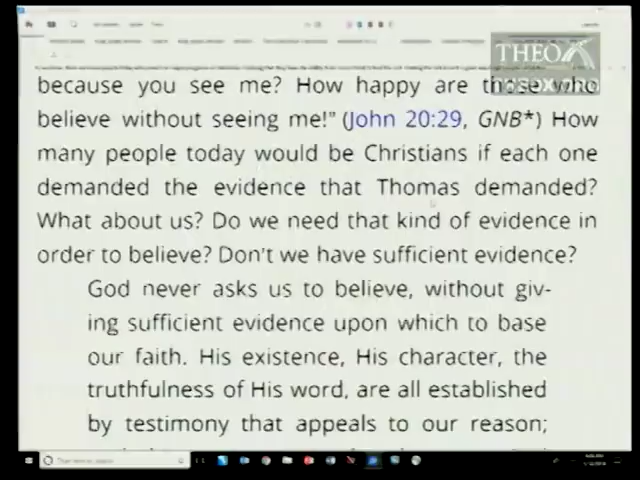 THEO
because you see me? How happy are those who
believe without seeing me!" (John 20:29, GNB*) How
many people today would be Christians if each one
demanded the evidence that Thomas demanded?
What about us? Do we need that kind of evidence in
order to believe? Don't we have sufficient evidence?
God never asks us to believe, without giv-
ing sufficient evidence upon which to base
our faith. His existence, His character, the
truthfulness of His word, are all established
by testimony that appeals to our reason;